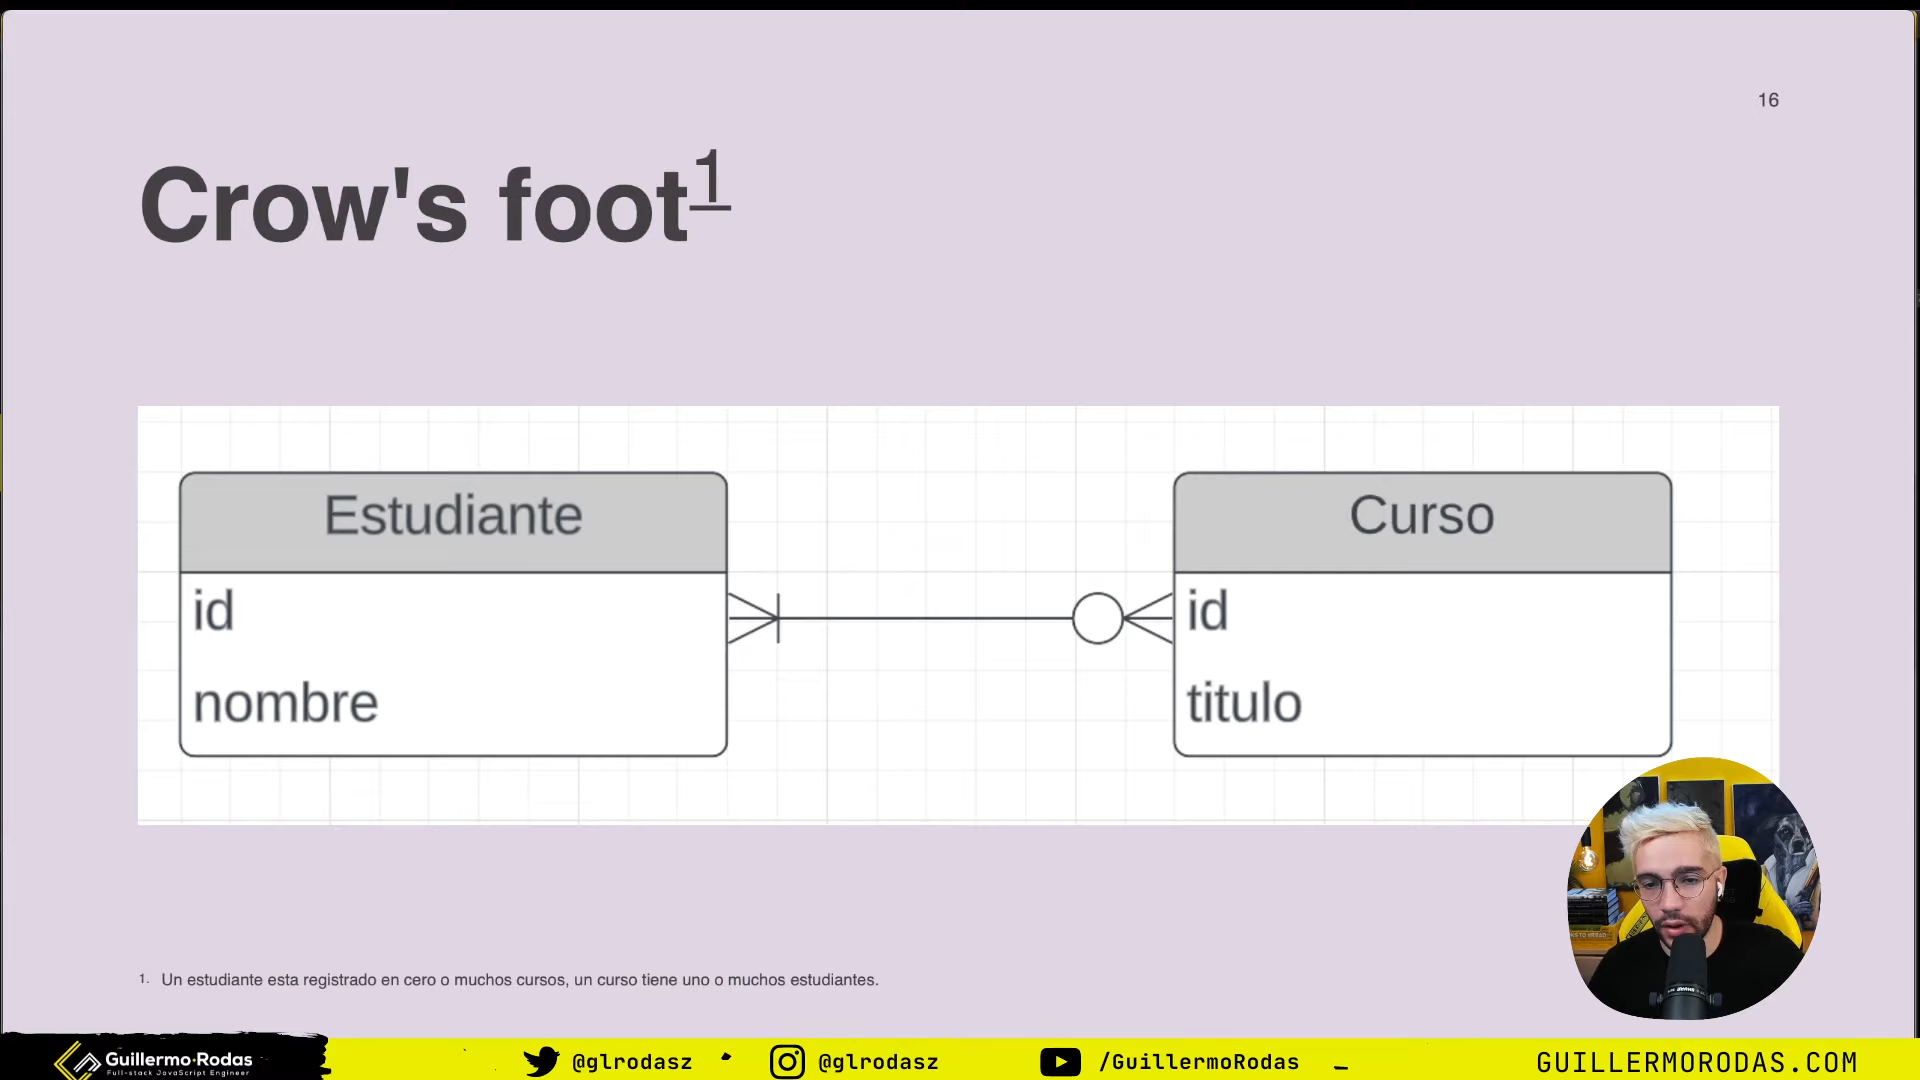 16
Crow's foot1
Estudiante
id
nombre
Curso
id
titulo
1. Un estudiante esta registrado en cero o muchos cursos, un curso tiene uno o muchos estudiantes.
Guillermo·Rodas
Full-stack JavaScript Engineer
@glrodasz
@glrodasz
/GuillermoRodas
GUILLERMORODAS.COM